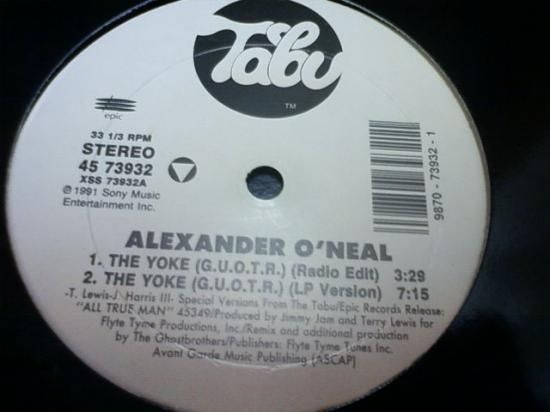 Tabu
TM
epic
33 1/3 RPM
STEREO
45 73932
XSS 73932A
℗ 1991 Sony Music
Entertainment Inc.
9870 - 73932 - 1
ALEXANDER O'NEAL
1. THE YOKE (G.U.O.T.R.) (Radio Edit) 3:29
2. THE YOKE (G.U.O.T.R.) (LP Version) 7:15
-T. Lewis-J. Harris III- Special Versions From The Tabu/Epic Records Release:
"ALL TRUE MAN" 45349/Produced by Jimmy Jam and Terry Lewis for
Flyte Tyme Productions, Inc./Remix and additional production
by The Ghostbrothers/Publishers: Flyte Tyme Tunes Inc.
Avant Garde Music Publishing (ASCAP)